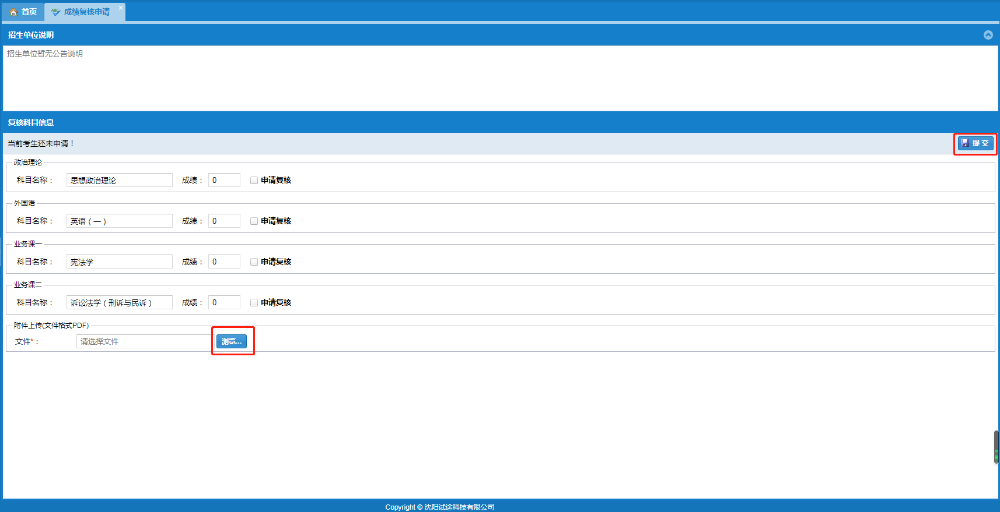 首页 成绩复核申请
招生单位说明
招生单位暂无公告说明
复核科目信息
当前考生还未申请！ 提 交
政治理论
科目名称： 思想政治理论 成绩： 0 申请复核
外国语
科目名称： 英语（一） 成绩： 0 申请复核
业务课一
科目名称： 宪法学 成绩： 0 申请复核
业务课二
科目名称： 诉讼法学（刑诉与民诉） 成绩： 0 申请复核
附件上传(文件格式PDF)
文件*： 请选择文件 浏览...
Copyright © 沈阳试途科技有限公司